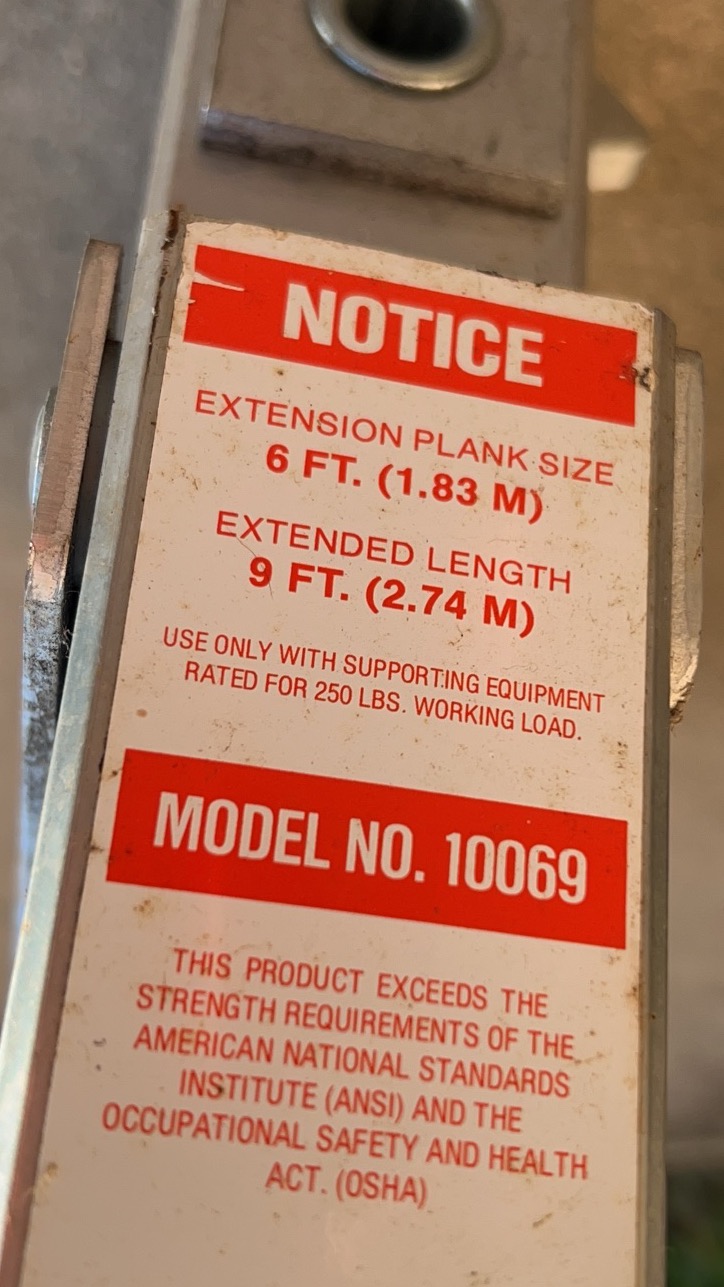 NOTICE
EXTENSION PLANK SIZE
6 FT. (1.83 M)
EXTENDED LENGTH
9 FT. (2.74 M)
USE ONLY WITH SUPPORTING EQUIPMENT
RATED FOR 250 LBS. WORKING LOAD.
MODEL NO. 10069
THIS PRODUCT EXCEEDS THE
STRENGTH REQUIREMENTS OF THE
AMERICAN NATIONAL STANDARDS
INSTITUTE (ANSI) AND THE
OCCUPATIONAL SAFETY AND HEALTH
ACT. (OSHA)